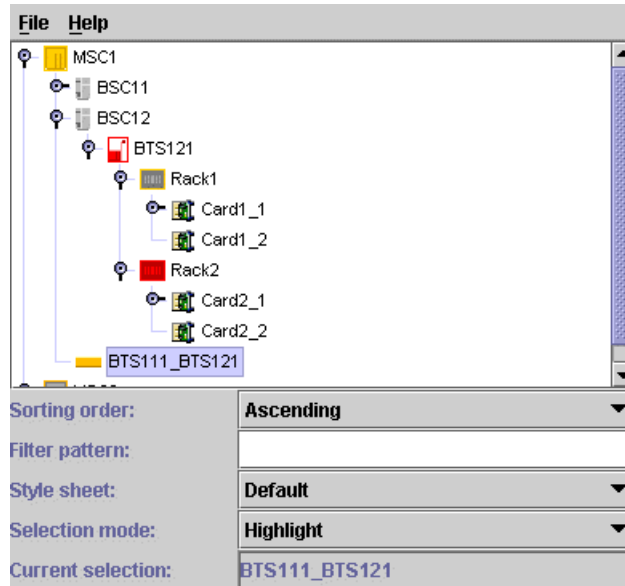 File Help
MSC1
BSC11
BSC12
BTS121
Rack1
Card1_1
Card1_2
Rack2
Card2_1
Card2_2
BTS111_BTS121
Sorting order: Ascending
Filter pattern:
Style sheet: Default
Selection mode: Highlight
Current selection: BTS111_BTS121